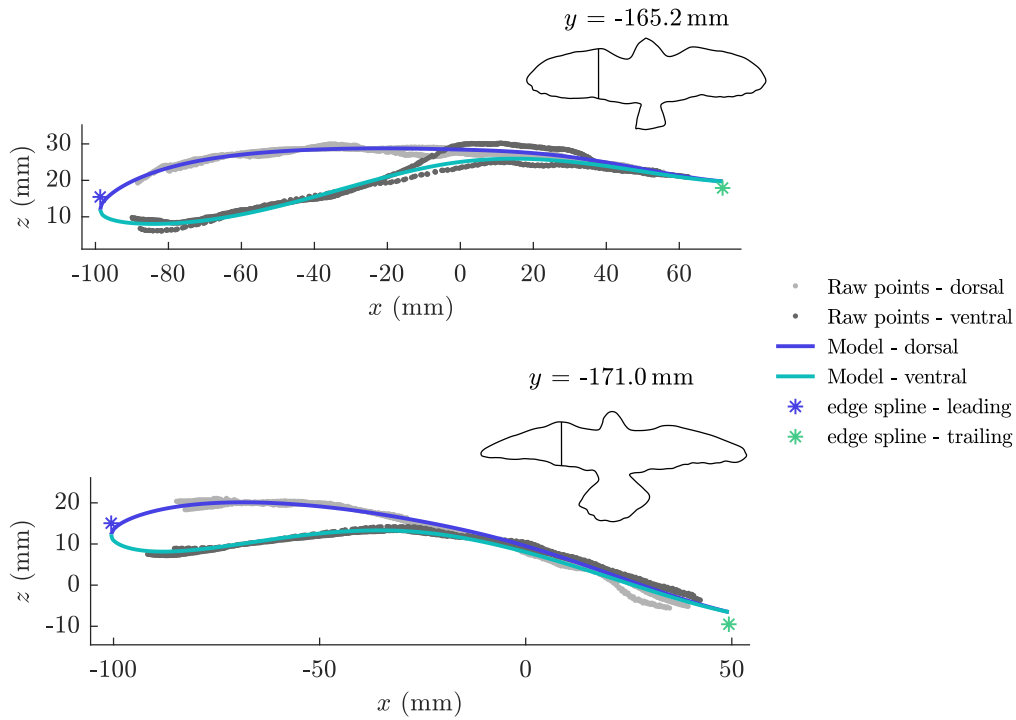 y = -165.2 mm
30
20
10
z (mm)
-100 -80 -60 -40 -20 0 20 40 60
x (mm)
Raw points - dorsal
Raw points - ventral
Model - dorsal
Model - ventral
edge spline - leading
edge spline - trailing
y = -171.0 mm
20
10
0
-10
z (mm)
-100 -50 0 50
x (mm)